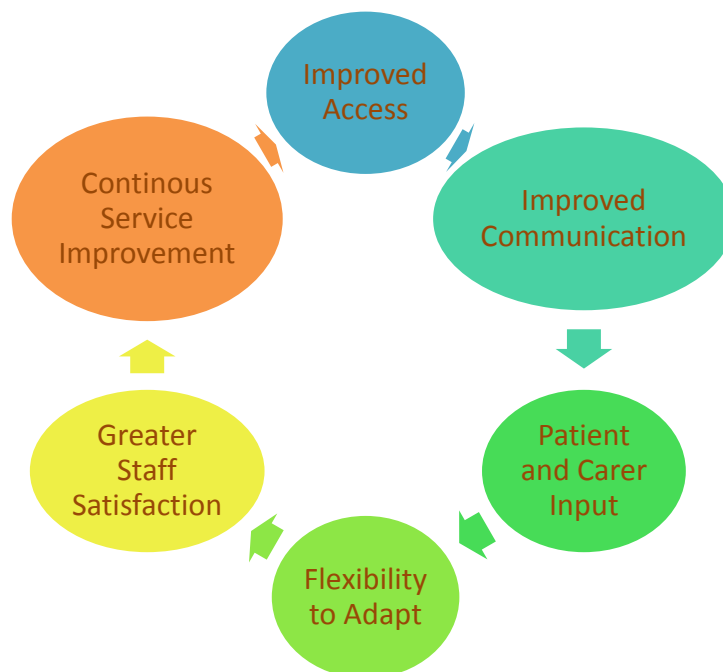 Improved
Access
Improved
Communication
Patient
and Carer
Input
Flexibility
to Adapt
Greater
Staff
Satisfaction
Continous
Service
Improvement